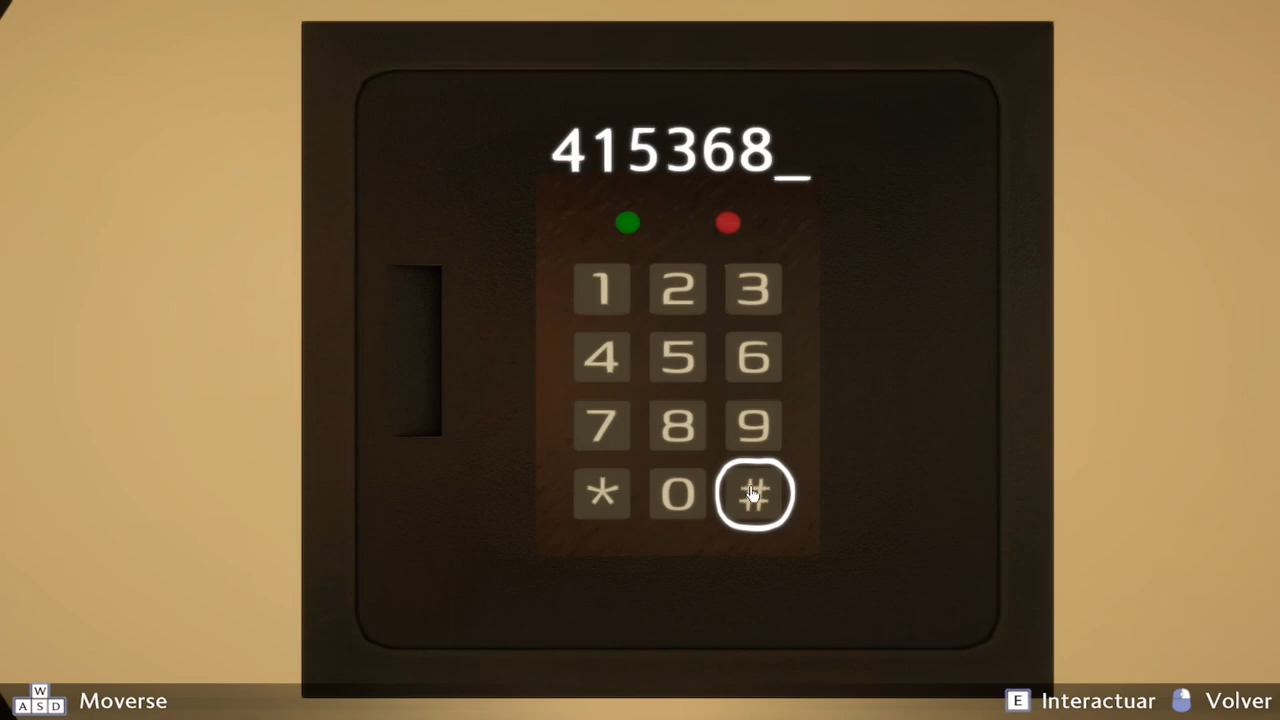 415368_
1 2 3
4 5 6
7 8 9
* 0 #
W
A S D Moverse
E Interactuar Volver